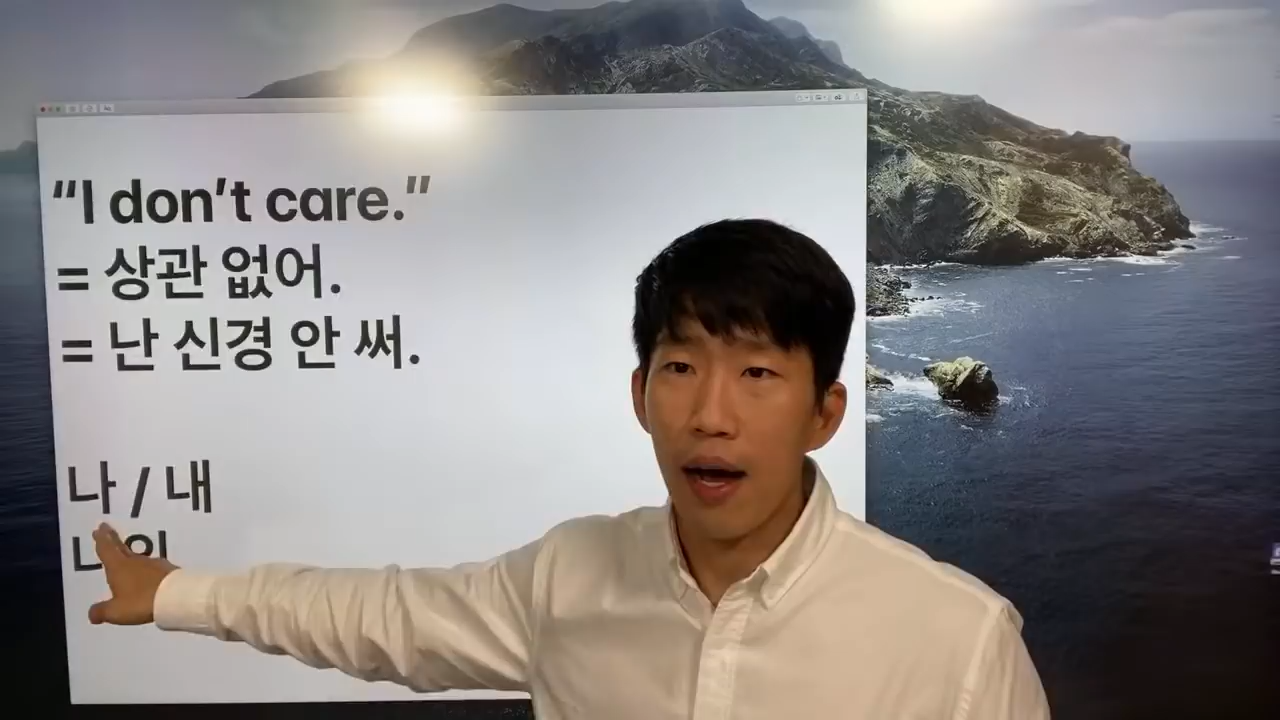 “I don’t care.”
= 상관 없어.
= 난 신경 안 써.
나 / 내